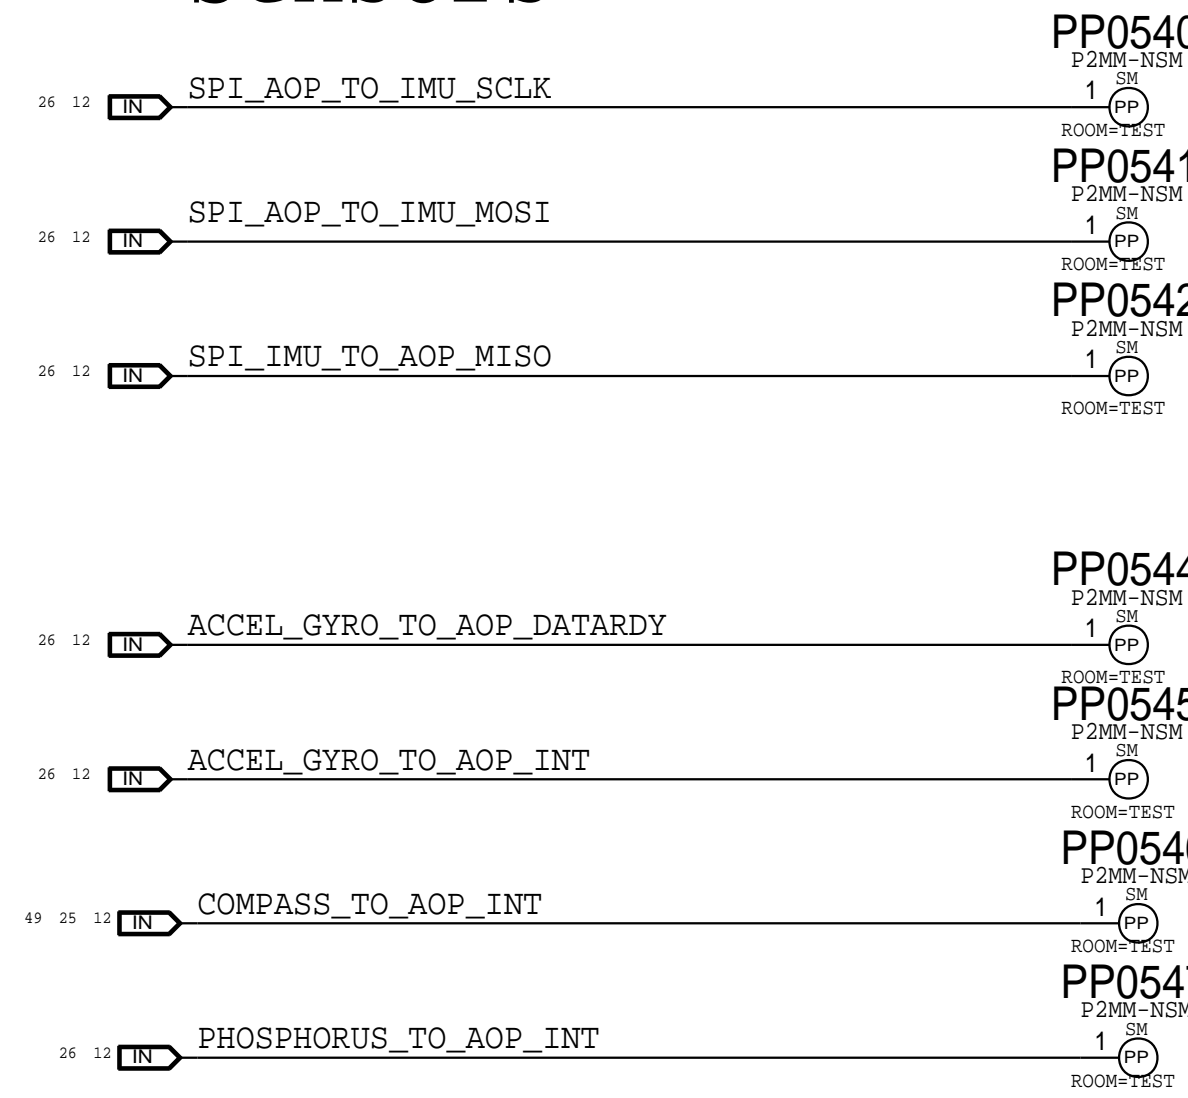 PP0540
P2MM-NSM
SM
SPI_AOP_TO_IMU_SCLK
1
26 12 IN PP
ROOM=TEST
PP0541
P2MM-NSM
SM
SPI_AOP_TO_IMU_MOSI
1
26 12 IN PP
ROOM=TEST
PP0542
P2MM-NSM
SM
SPI_IMU_TO_AOP_MISO
1
26 12 IN PP
ROOM=TEST
PP0544
P2MM-NSM
SM
ACCEL_GYRO_TO_AOP_DATARDY
1
26 12 IN PP
ROOM=TEST
PP0545
P2MM-NSM
SM
ACCEL_GYRO_TO_AOP_INT
1
26 12 IN PP
ROOM=TEST
PP0546
P2MM-NSM
SM
COMPASS_TO_AOP_INT
1
49 25 12 IN PP
ROOM=TEST
PP0547
P2MM-NSM
SM
PHOSPHORUS_TO_AOP_INT
1
26 12 IN PP
ROOM=TEST